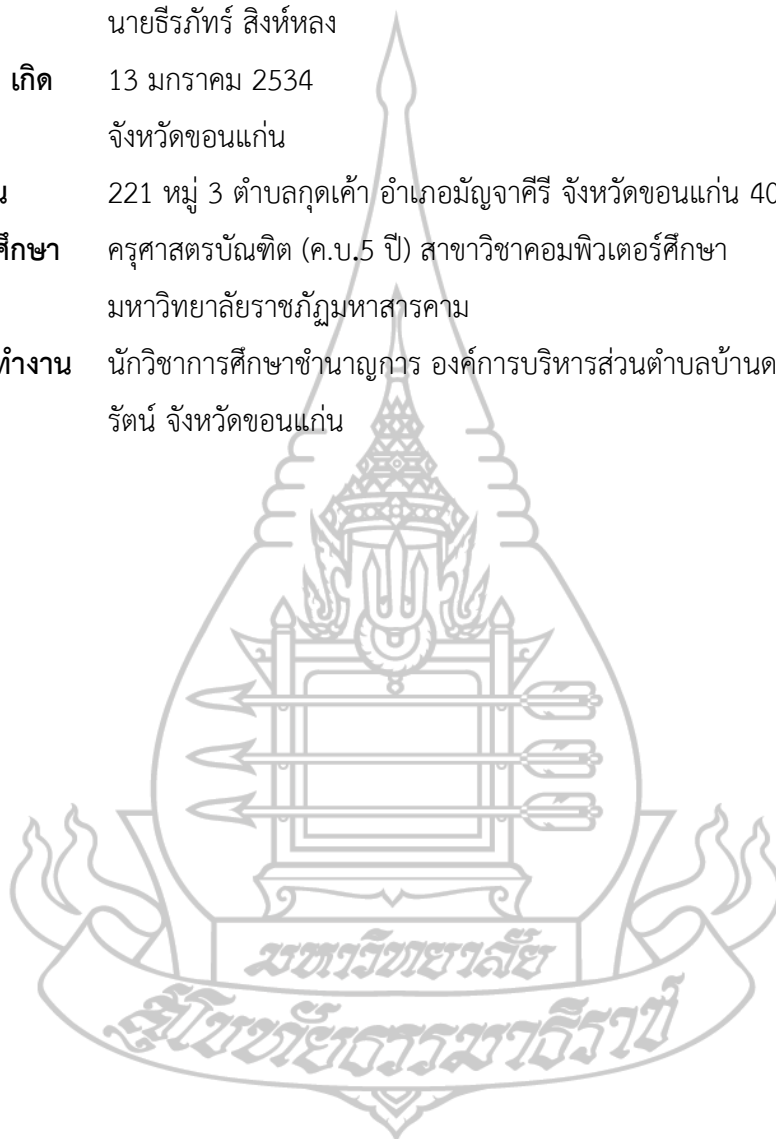 นายธีรภัทร์ สิงห์หลง
เกิด 13 มกราคม 2534
จังหวัดขอนแก่น
221 หมู่ 3 ตำบลกุดเค้า อำเภอมัญจาคีรี จังหวัดขอนแก่น 40
ศึกษา ครุศาสตรบัณฑิต (ค.บ.5 ปี) สาขาวิชาคอมพิวเตอร์ศึกษา
มหาวิทยาลัยราชภัฏมหาสารคาม
ทำงาน นักวิชาการศึกษาชำนาญการ องค์การบริหารส่วนตำบลบ้านด
รัตน์ จังหวัดขอนแก่น
มหาวิทยาลัย
สุโขทัยธรรมาธิราช